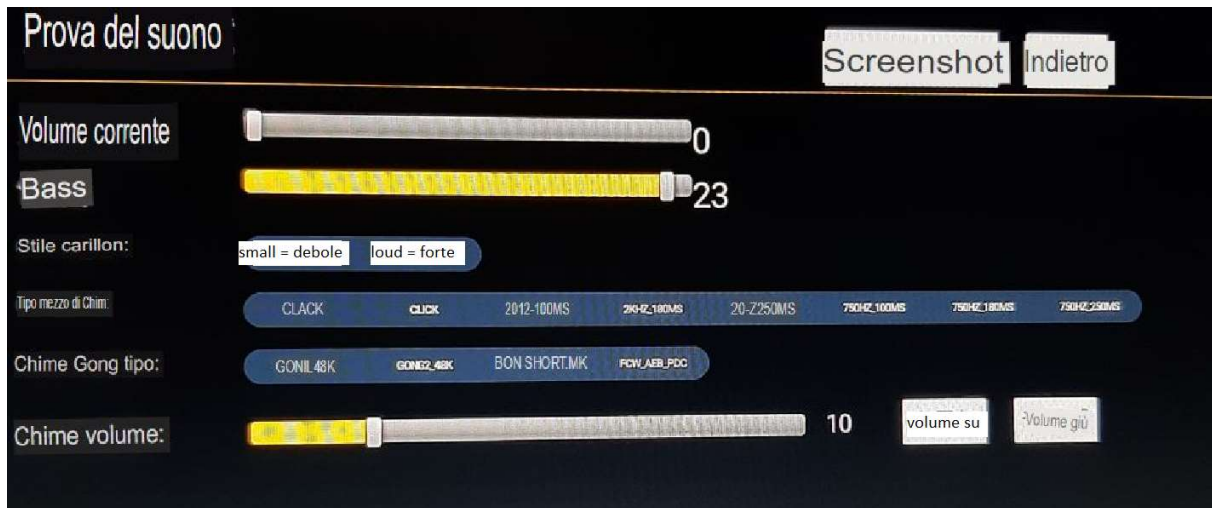 Prova del suono
Screenshot Indietro
Volume corrente 0
Bass 23
Stile carillon: small = debole loud = forte
Tipo mezzo di Chim: CLACK CLICK 2012-100MS 2KHZ_180MS 20-Z250MS 750HZ_100MS 750HZ_180MS 750HZ_250MS
Chime Gong tipo: GONIL 48K GONG2_48K BON SHORT.MK FCW_AEB_PDC
Chime volume: 10 volume su Volume giù